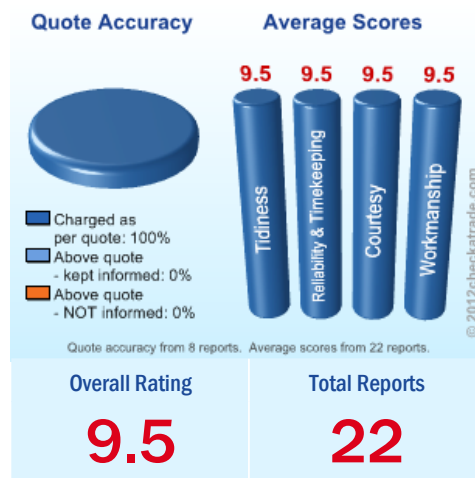 Quote Accuracy
Average Scores
9.5 9.5 9.5 9.5
Tidiness
Reliability & Timekeeping
Courtesy
Workmanship
Charged as
per quote: 100%
Above quote
- kept informed: 0%
Above quote
- NOT informed: 0%
© 2012checkatrade.com
Quote accuracy from 8 reports. Average scores from 22 reports.
Overall Rating
9.5
Total Reports
22